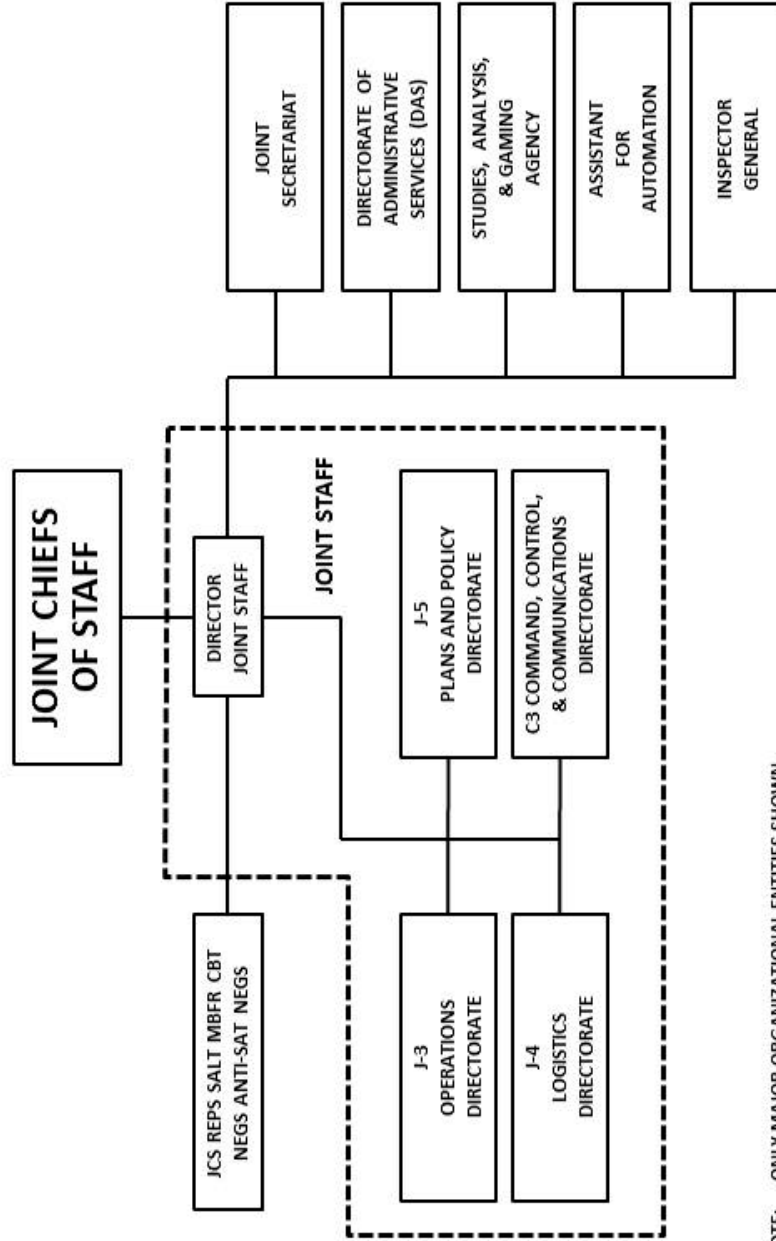 JOINT CHIEFS
OF STAFF
JCS REPS SALT MBFR CBT
NEGS ANTI-SAT NEGS
DIRECTOR
JOINT STAFF
JOINT STAFF
JOINT
SECRETARIAT
DIRECTORATE OF
ADMINISTRATIVE
SERVICES (DAS)
STUDIES, ANALYSIS,
& GAMING
AGENCY
ASSISTANT
FOR
AUTOMATION
INSPECTOR
GENERAL
J-3
OPERATIONS
DIRECTORATE
J-5
PLANS AND POLICY
DIRECTORATE
J-4
LOGISTICS
DIRECTORATE
C3 COMMAND, CONTROL,
& COMMUNICATIONS
DIRECTORATE
ONLY MAJOR ORGANIZATIONAL ENTITIES SHOWN